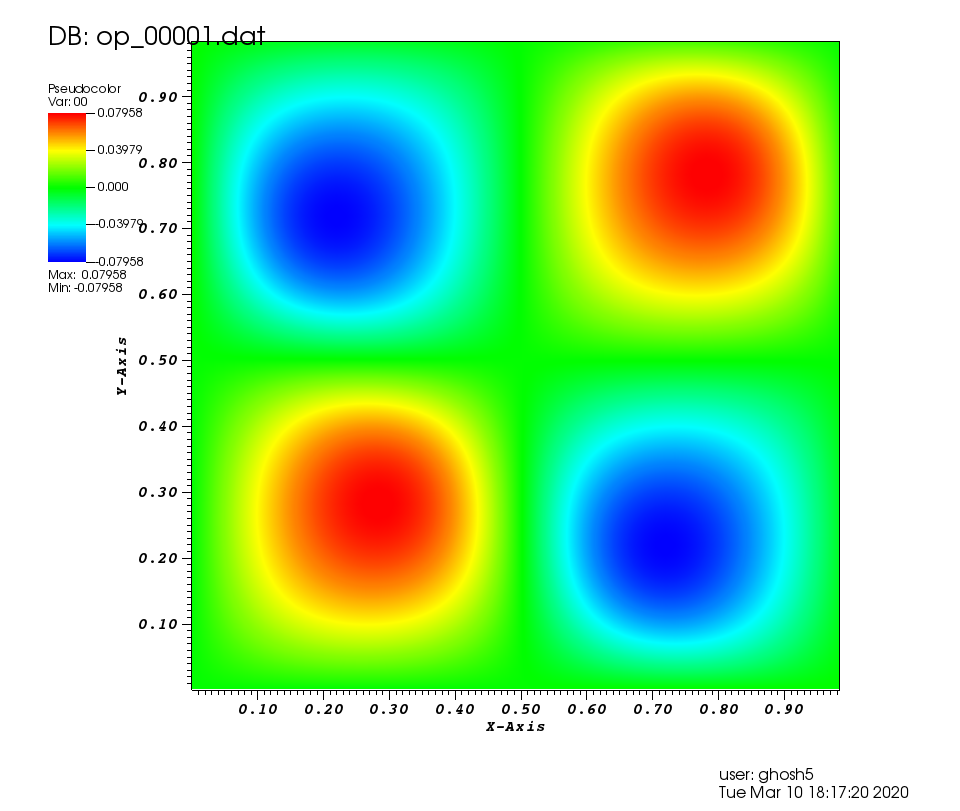 DB: op_00001.dat
Pseudocolor
Var: 00
0.07958
0.03979
0.000
-0.03979
-0.07958
Max: 0.07958
Min: -0.07958
0.90
0.80
0.70
0.60
0.50
0.40
0.30
0.20
0.10
Y-Axis
0.10 0.20 0.30 0.40 0.50 0.60 0.70 0.80 0.90
X-Axis
user: ghosh5
Tue Mar 10 18:17:20 2020